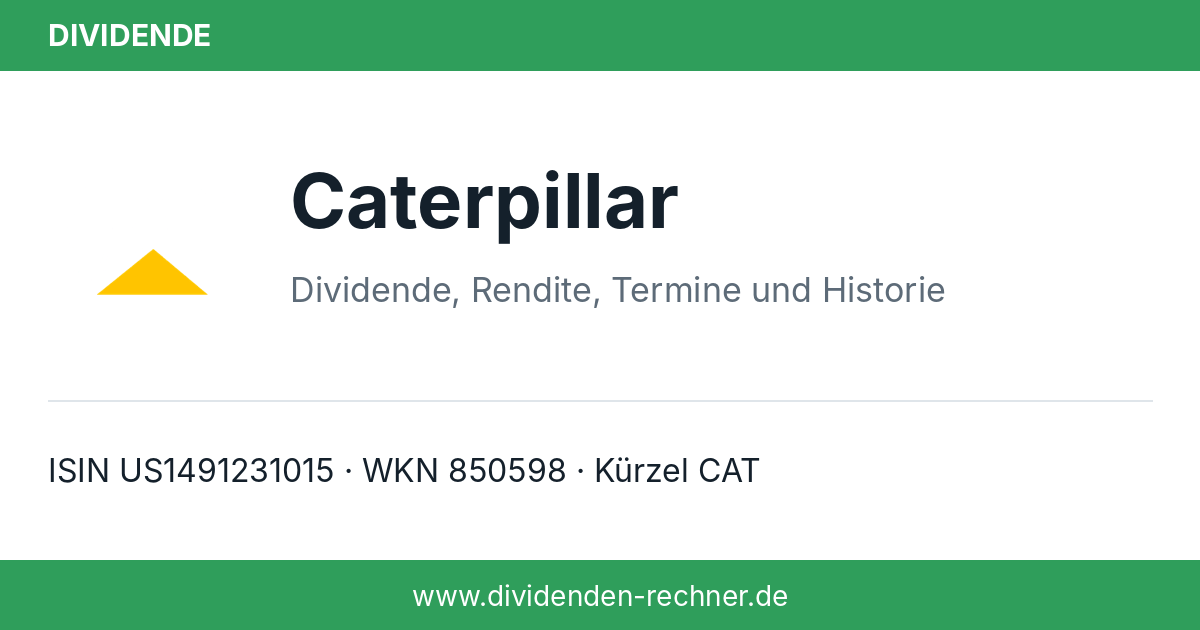 DIVIDENDE
Caterpillar
Dividende, Rendite, Termine und Historie
ISIN US1491231015 · WKN 850598 · Kürzel CAT
www.dividenden-rechner.de